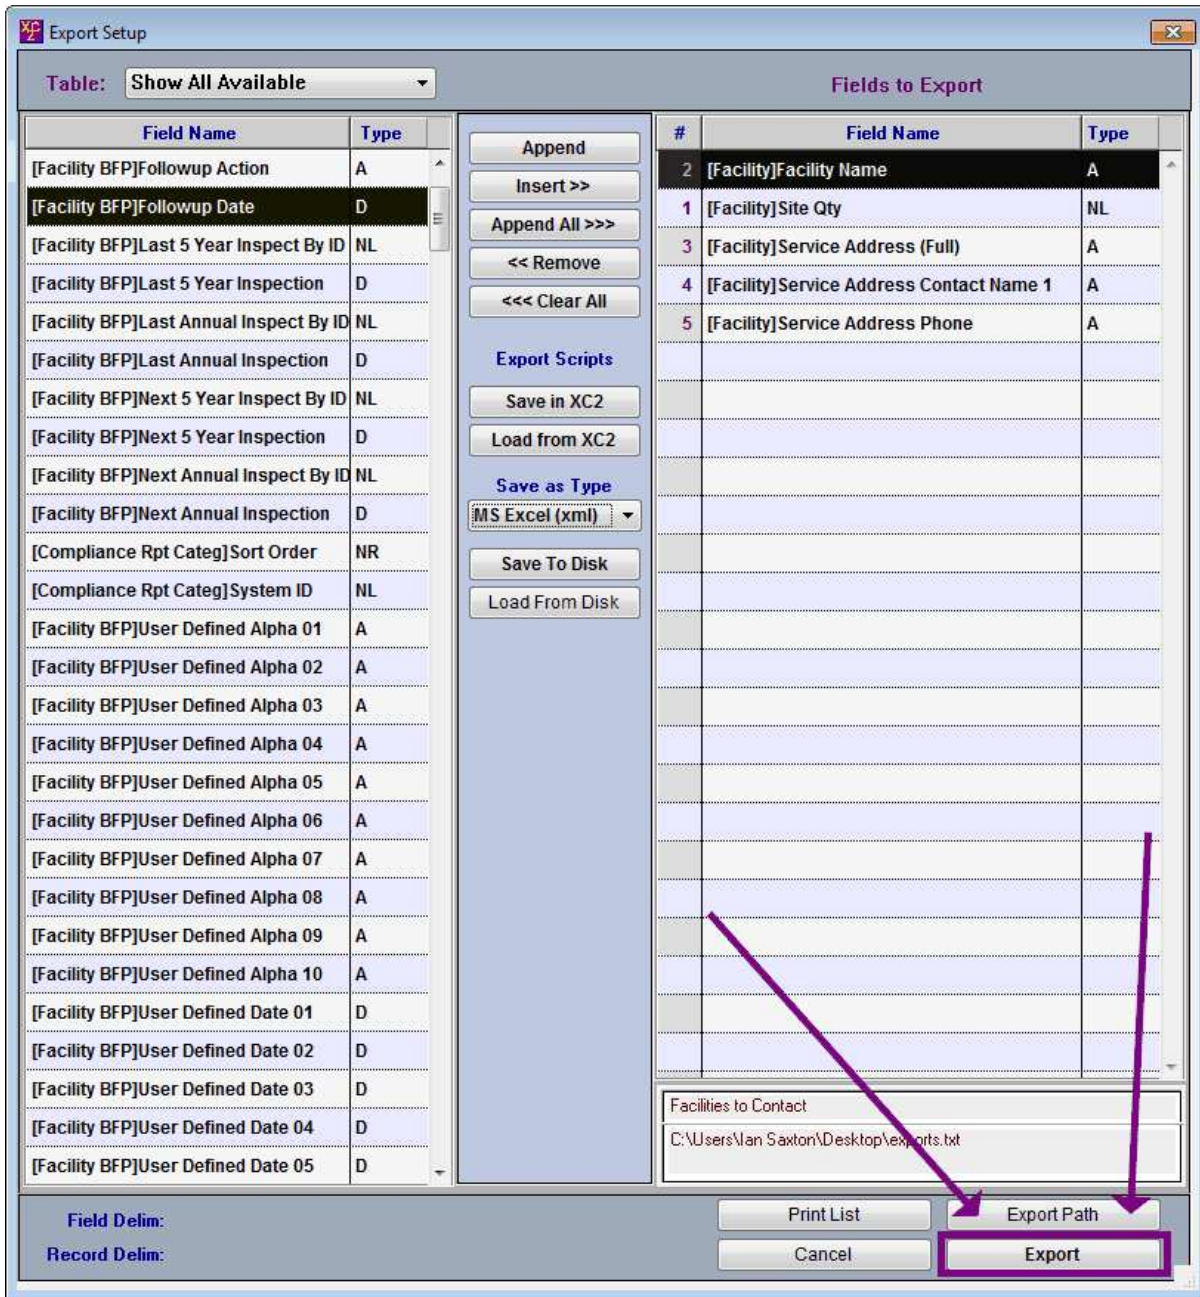 XC2 Export Setup
Table: Show All Available
Fields to Export
Field Name Type
[Facility BFP]Followup Action A
[Facility BFP]Followup Date D
[Facility BFP]Last 5 Year Inspect By ID NL
[Facility BFP]Last 5 Year Inspection D
[Facility BFP]Last Annual Inspect By ID NL
[Facility BFP]Last Annual Inspection D
[Facility BFP]Next 5 Year Inspect By ID NL
[Facility BFP]Next 5 Year Inspection D
[Facility BFP]Next Annual Inspect By ID NL
[Facility BFP]Next Annual Inspection D
[Compliance Rpt Categ]Sort Order NR
[Compliance Rpt Categ]System ID NL
[Facility BFP]User Defined Alpha 01 A
[Facility BFP]User Defined Alpha 02 A
[Facility BFP]User Defined Alpha 03 A
[Facility BFP]User Defined Alpha 04 A
[Facility BFP]User Defined Alpha 05 A
[Facility BFP]User Defined Alpha 06 A
[Facility BFP]User Defined Alpha 07 A
[Facility BFP]User Defined Alpha 08 A
[Facility BFP]User Defined Alpha 09 A
[Facility BFP]User Defined Alpha 10 A
[Facility BFP]User Defined Date 01 D
[Facility BFP]User Defined Date 02 D
[Facility BFP]User Defined Date 03 D
[Facility BFP]User Defined Date 04 D
[Facility BFP]User Defined Date 05 D
Append
Insert >>
Append All >>>
<< Remove
<<< Clear All
Export Scripts
Save in XC2
Load from XC2
Save as Type
MS Excel (xml)
Save To Disk
Load From Disk
# Field Name Type
2 [Facility]Facility Name A
1 [Facility]Site Qty NL
3 [Facility]Service Address (Full) A
4 [Facility]Service Address Contact Name 1 A
5 [Facility]Service Address Phone A
Facilities to Contact
C:\Users\Ian Saxton\Desktop\exports.txt
Field Delim:
Record Delim:
Print List
Export Path
Cancel
Export